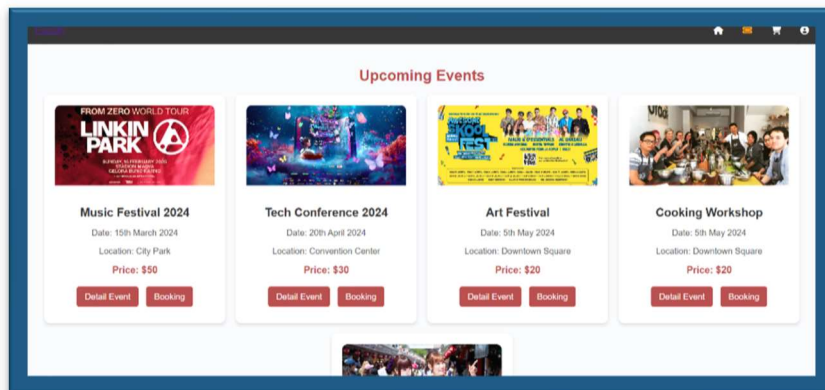 Upcoming Events
FROM ZERO WORLD TOUR
LINKIN
PARK
Music Festival 2024
Date: 15th March 2024
Location: City Park
Price: $50
Detail Event
Booking
Tech Conference 2024
Date: 20th April 2024
Location: Convention Center
Price: $30
Detail Event
Booking
Art Festival
Date: 5th May 2024
Location: Downtown Square
Price: $20
Detail Event
Booking
Cooking Workshop
Date: 5th May 2024
Location: Downtown Square
Price: $20
Detail Event
Booking